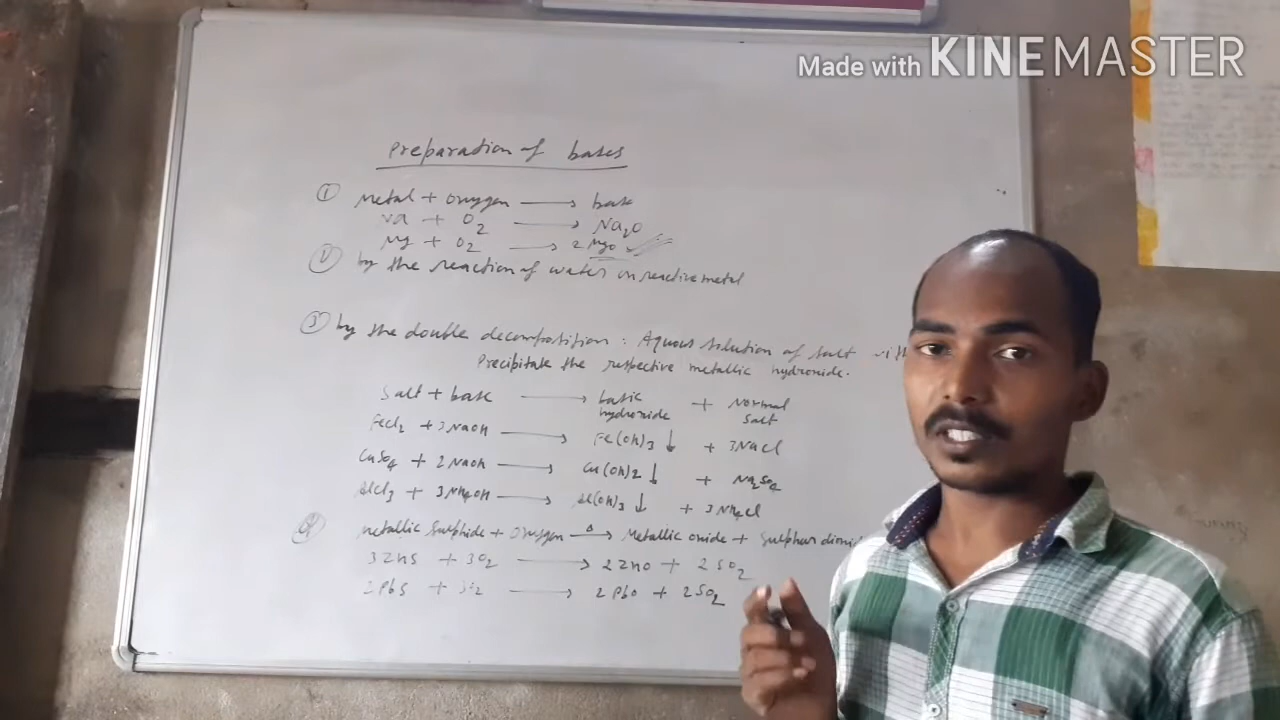 Made with KINEMASTER
Preparation of bases
① Metal + Oxygen → base
Na + O2 → Na2O
Mg + O2 → 2 MgO
by the reaction of water on reactive metal
③ by the double decomposition : Aqueous solution of salt with
Precipitate the respective metallic hydroxide.
Salt + base → basic hydroxide + Normal salt
FeCl2 + 3NaOH → Fe(OH)3 ↓ + 3NaCl
CuSO4 + 2NaOH → Cu(OH)2 ↓ + Na2SO4
AlCl3 + 3NH4OH → Al(OH)3 ↓ + 3NH4Cl
④ Metallic Sulphide + Oxygen → Metallic oxide + Sulphur
3ZnS + 3O2 → 2ZnO + 2SO2
2PbS + 3O2 → 2PbO + 2SO2